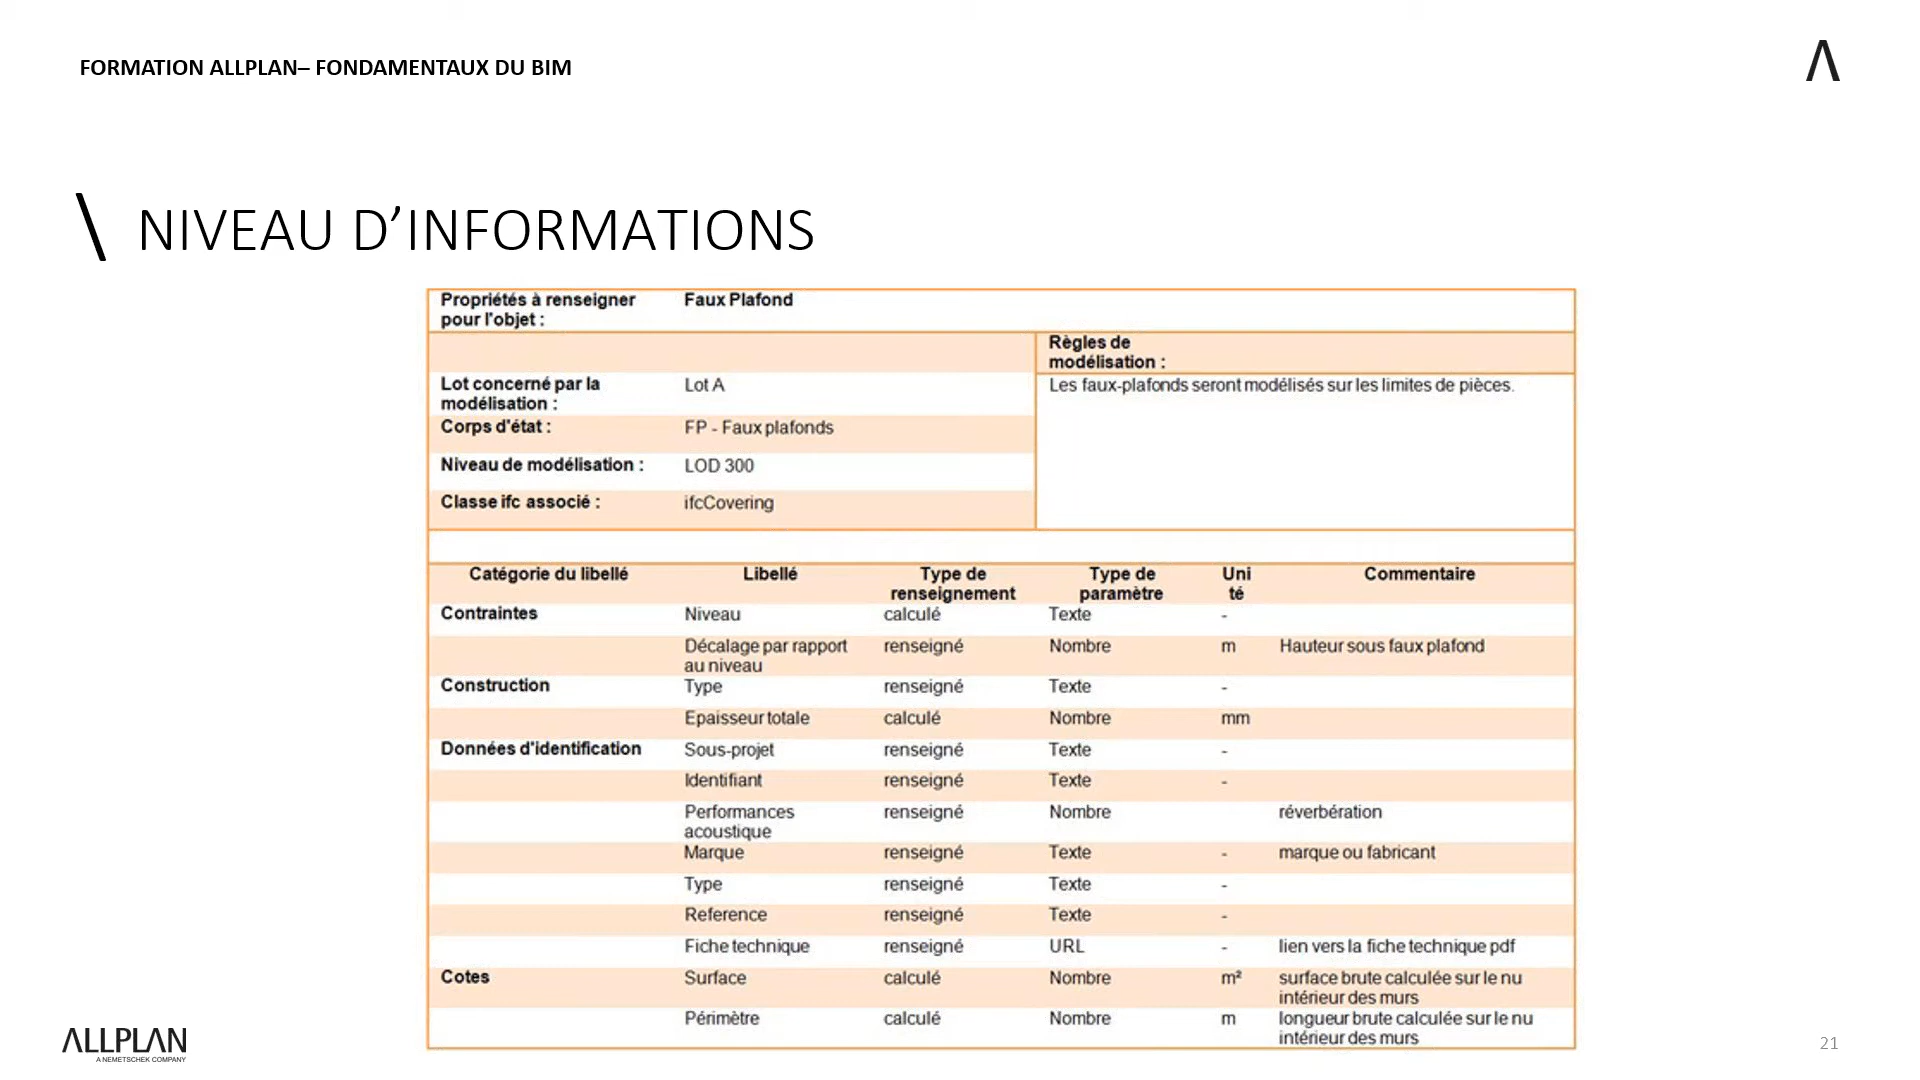 FORMATION ALLPLAN– FONDAMENTAUX DU BIM
\ NIVEAU D’INFORMATIONS
Propriétés à renseigner pour l'objet : Faux Plafond
Règles de modélisation :
Lot concerné par la modélisation : Lot A
Les faux-plafonds seront modélisés sur les limites de pièces.
Corps d'état : FP - Faux plafonds
Niveau de modélisation : LOD 300
Classe ifc associé : ifcCovering
Catégorie du libellé Libellé Type de renseignement Type de paramètre Unité Commentaire
Contraintes Niveau calculé Texte -
Décalage par rapport au niveau renseigné Nombre m Hauteur sous faux plafond
Construction Type renseigné Texte -
Epaisseur totale calculé Nombre mm
Données d'identification Sous-projet renseigné Texte -
Identifiant renseigné Texte -
Performances acoustique renseigné Nombre réverbération
Marque renseigné Texte - marque ou fabricant
Type renseigné Texte -
Reference renseigné Texte -
Fiche technique renseigné URL - lien vers la fiche technique pdf
Cotes Surface calculé Nombre m² surface brute calculée sur le nu intérieur des murs
Périmètre calculé Nombre m longueur brute calculée sur le nu intérieur des murs
ALLPLAN
A NEMETSCHEK COMPANY
21